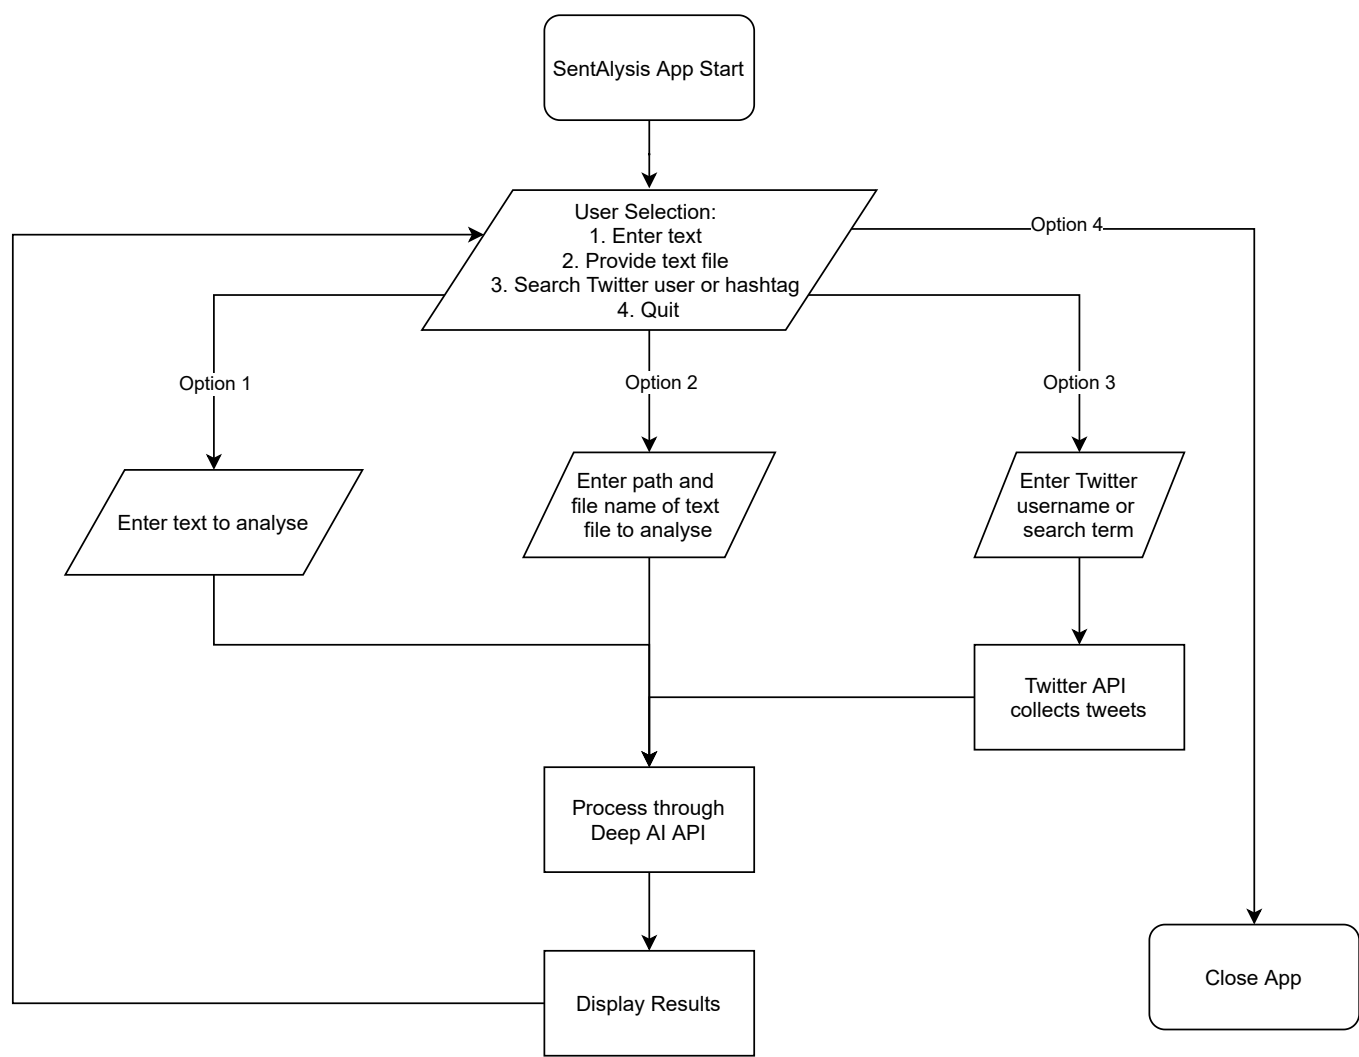 SentAlysis App Start
User Selection:
1. Enter text
2. Provide text file
3. Search Twitter user or hashtag
4. Quit
Option 4
Option 1
Option 2
Option 3
Enter text to analyse
Enter path and
file name of text
file to analyse
Enter Twitter
username or
search term
Twitter API
collects tweets
Process through
Deep AI API
Display Results
Close App